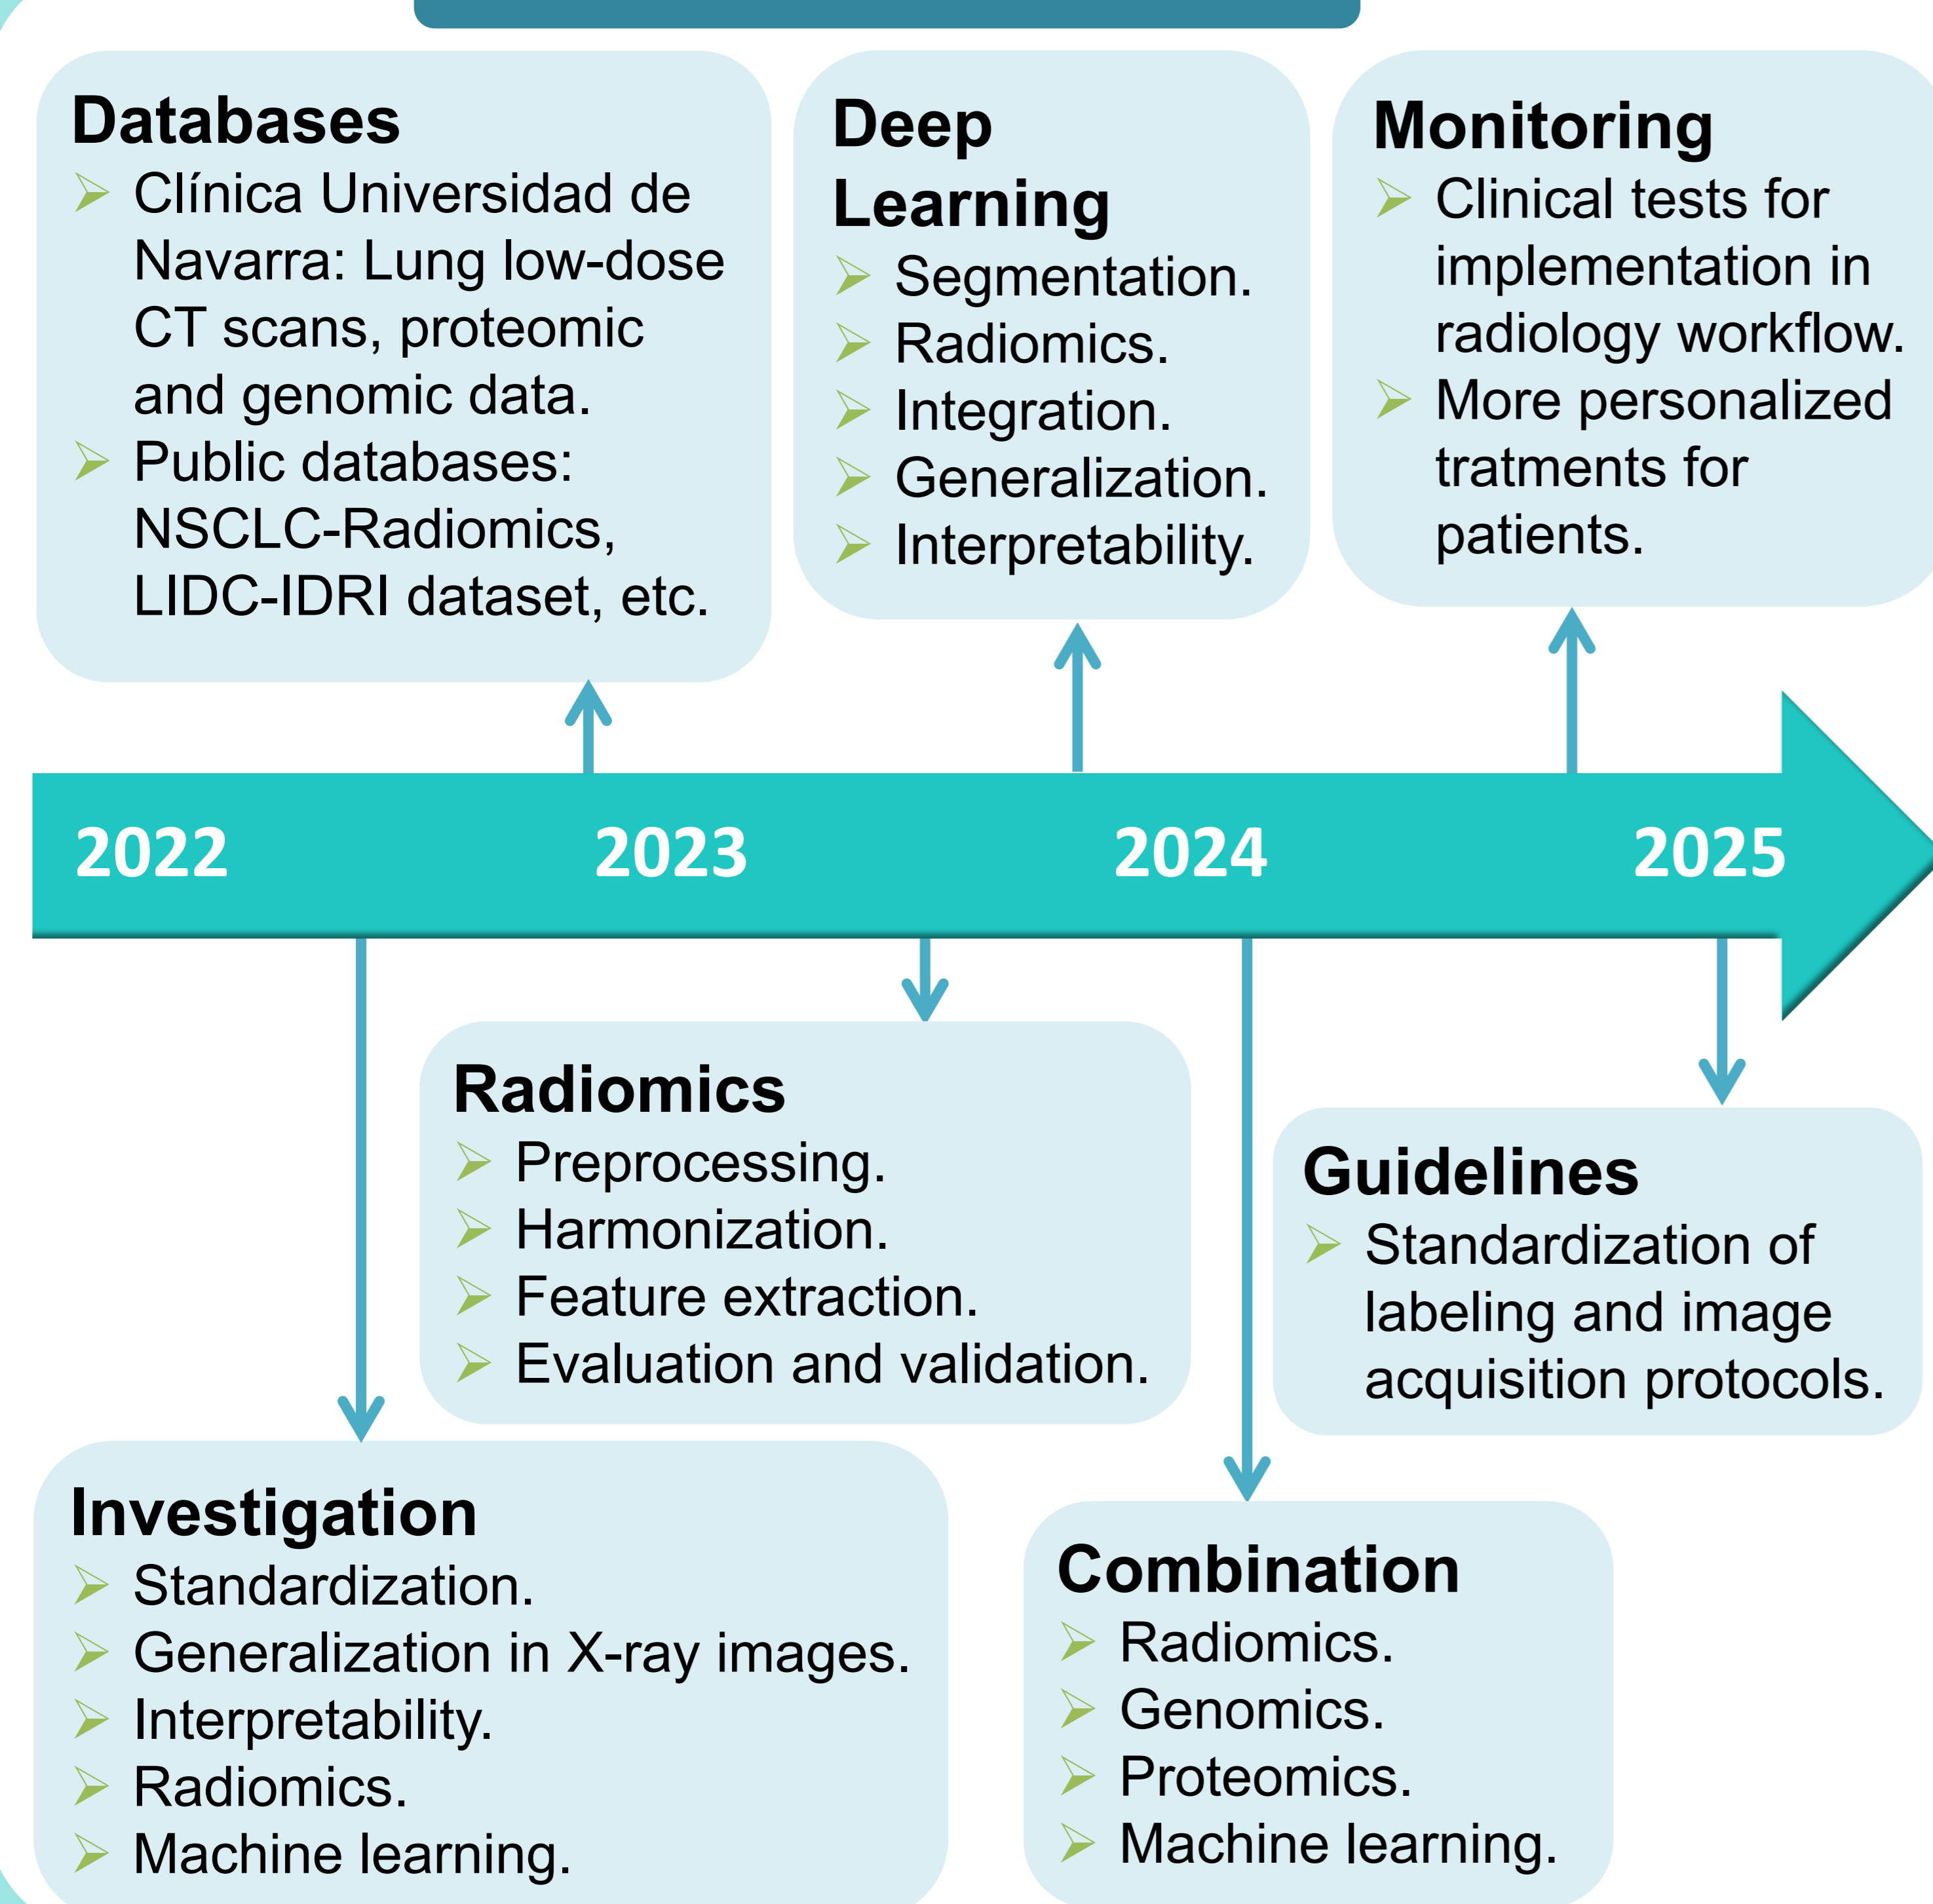 Databases
Clínica Universidad de
Navarra: Lung low-dose
CT scans, proteomic
and genomic data.
Public databases:
NSCLC-Radiomics,
LIDC-IDRI dataset, etc.
Deep
Learning
Segmentation.
Radiomics.
Integration.
Generalization.
Interpretability.
Monitoring
Clinical tests for
implementation in
radiology workflow.
More personalized
tratments for
patients.
2022 2023 2024 2025
Radiomics
Preprocessing.
Harmonization.
Feature extraction.
Evaluation and validation.
Guidelines
Standardization of
labeling and image
acquisition protocols.
Investigation
Standardization.
Generalization in X-ray images.
Interpretability.
Radiomics.
Machine learning.
Combination
Radiomics.
Genomics.
Proteomics.
Machine learning.